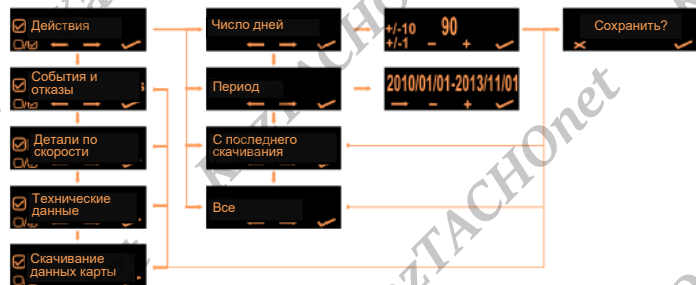 Действия
События и
отказы
Детали по
скорости
Технические
данные
Скачивание
данных карты
Число дней
Период
С последнего
скачивания
Все
+/-10
90
+/-1 - +
2010/01/01-2013/11/01
- +
Сохранить?
KuzTACHOnet